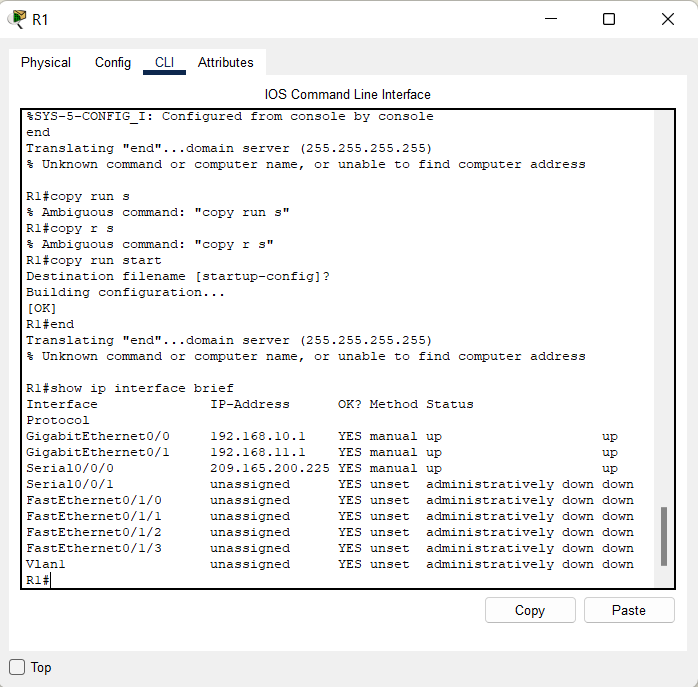 R1
Physical Config CLI Attributes
IOS Command Line Interface
%SYS-5-CONFIG_I: Configured from console by console
end
Translating "end"...domain server (255.255.255.255)
% Unknown command or computer name, or unable to find computer address
R1#copy run s
% Ambiguous command: "copy run s"
R1#copy r s
% Ambiguous command: "copy r s"
R1#copy run start
Destination filename [startup-config]?
Building configuration...
[OK]
R1#end
Translating "end"...domain server (255.255.255.255)
% Unknown command or computer name, or unable to find computer address
R1#show ip interface brief
Interface IP-Address OK? Method Status
Protocol
GigabitEthernet0/0 192.168.10.1 YES manual up up
GigabitEthernet0/1 192.168.11.1 YES manual up up
Serial0/0/0 209.165.200.225 YES manual up up
Serial0/0/1 unassigned YES unset administratively down down
FastEthernet0/1/0 unassigned YES unset administratively down down
FastEthernet0/1/1 unassigned YES unset administratively down down
FastEthernet0/1/2 unassigned YES unset administratively down down
FastEthernet0/1/3 unassigned YES unset administratively down down
Vlan1 unassigned YES unset administratively down down
R1#
Copy Paste
Top